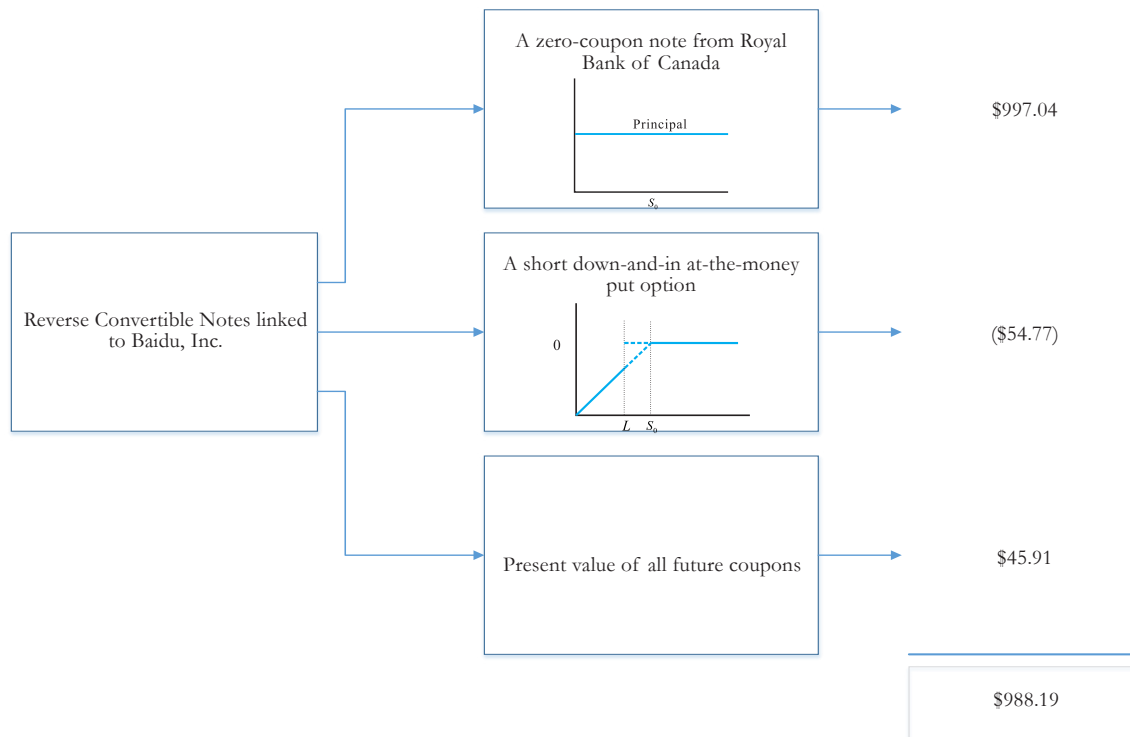 A zero-coupon note from Royal
Bank of Canada
Principal
S₀
$997.04
Reverse Convertible Notes linked
to Baidu, Inc.
A short down-and-in at-the-money
put option
0
L S₀
($54.77)
Present value of all future coupons
$45.91
$988.19